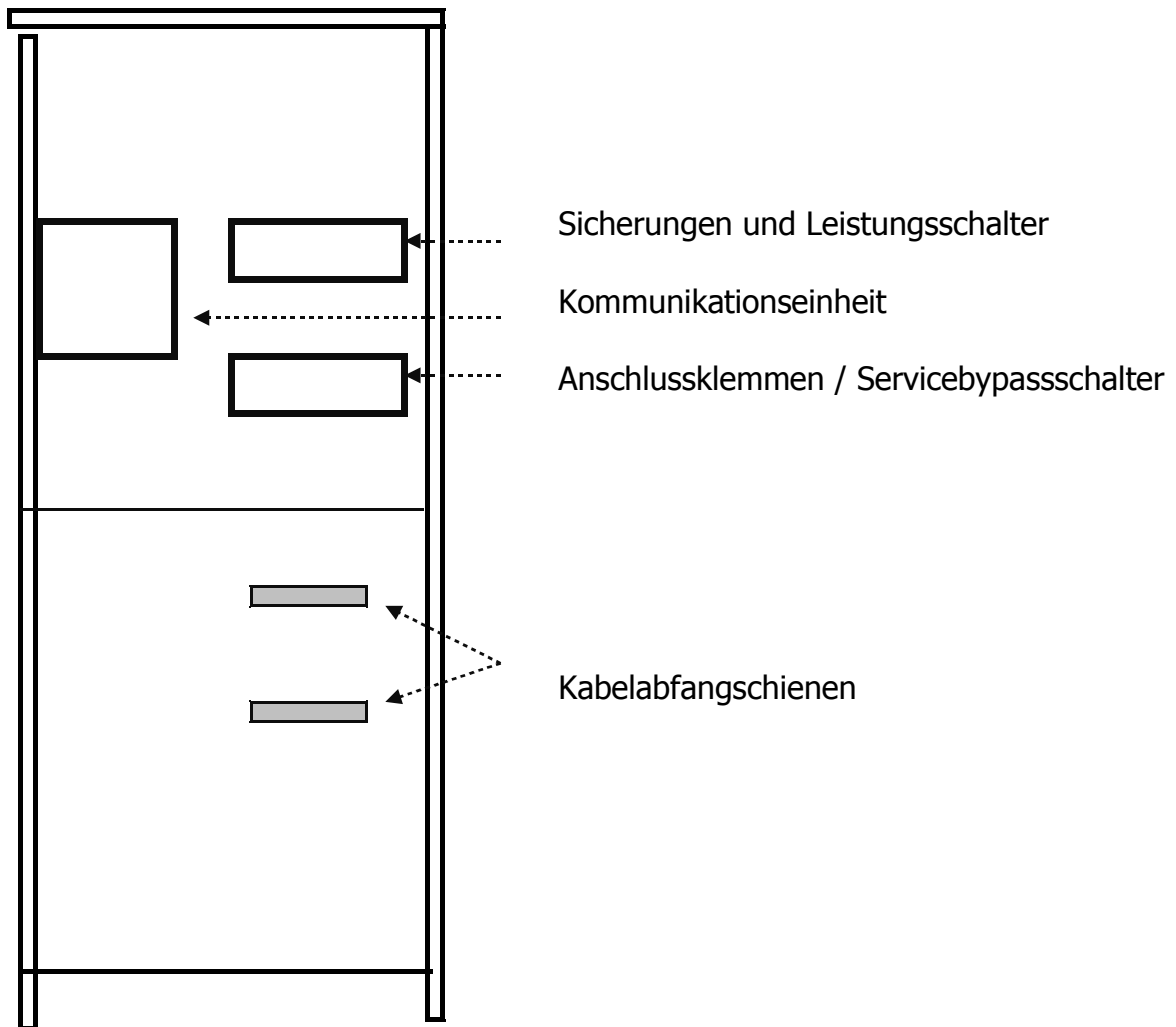 Sicherungen und Leistungsschalter
Kommunikationseinheit
Anschlussklemmen / Servicebypassschalter
Kabelabfangschienen